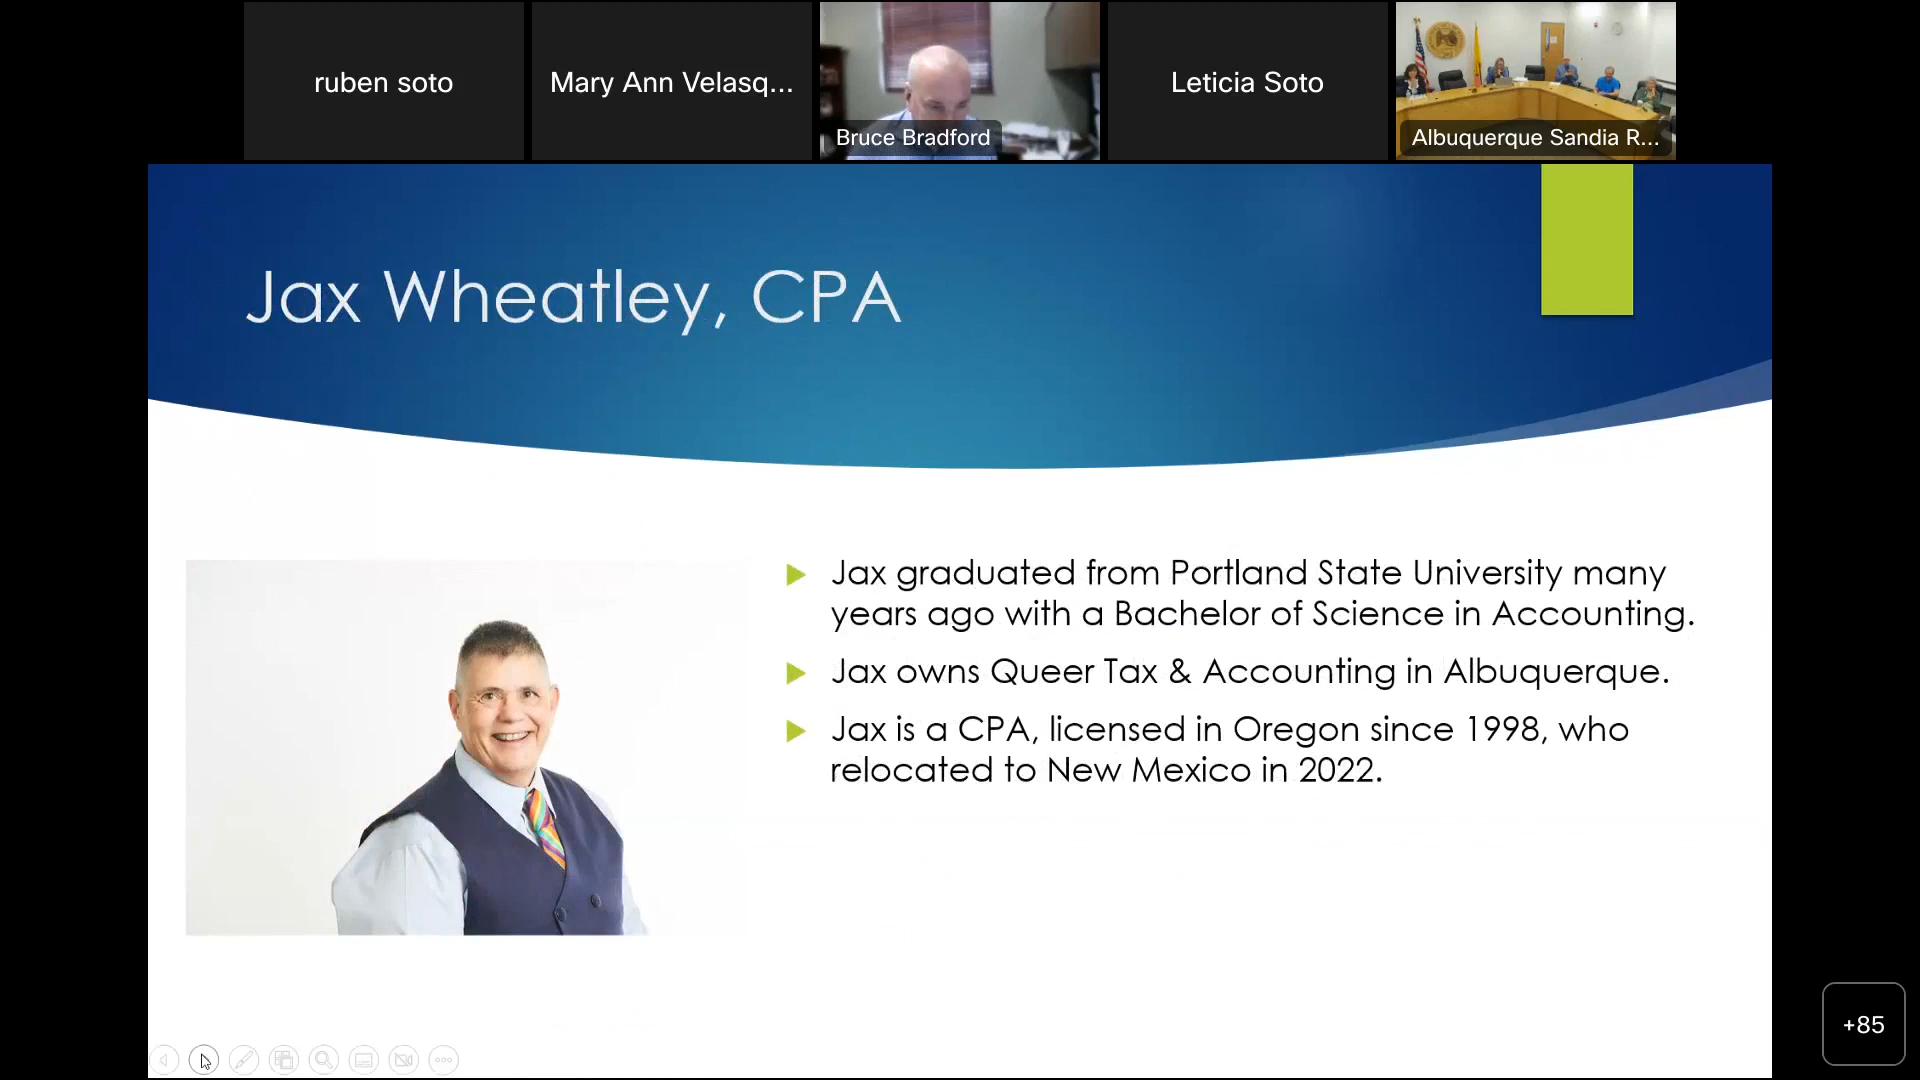 ruben soto
Mary Ann Velasq...
Bruce Bradford
Leticia Soto
Albuquerque Sandia R...
Jax Wheatley, CPA
Jax graduated from Portland State University many
years ago with a Bachelor of Science in Accounting.
Jax owns Queer Tax & Accounting in Albuquerque.
Jax is a CPA, licensed in Oregon since 1998, who
relocated to New Mexico in 2022.
+85